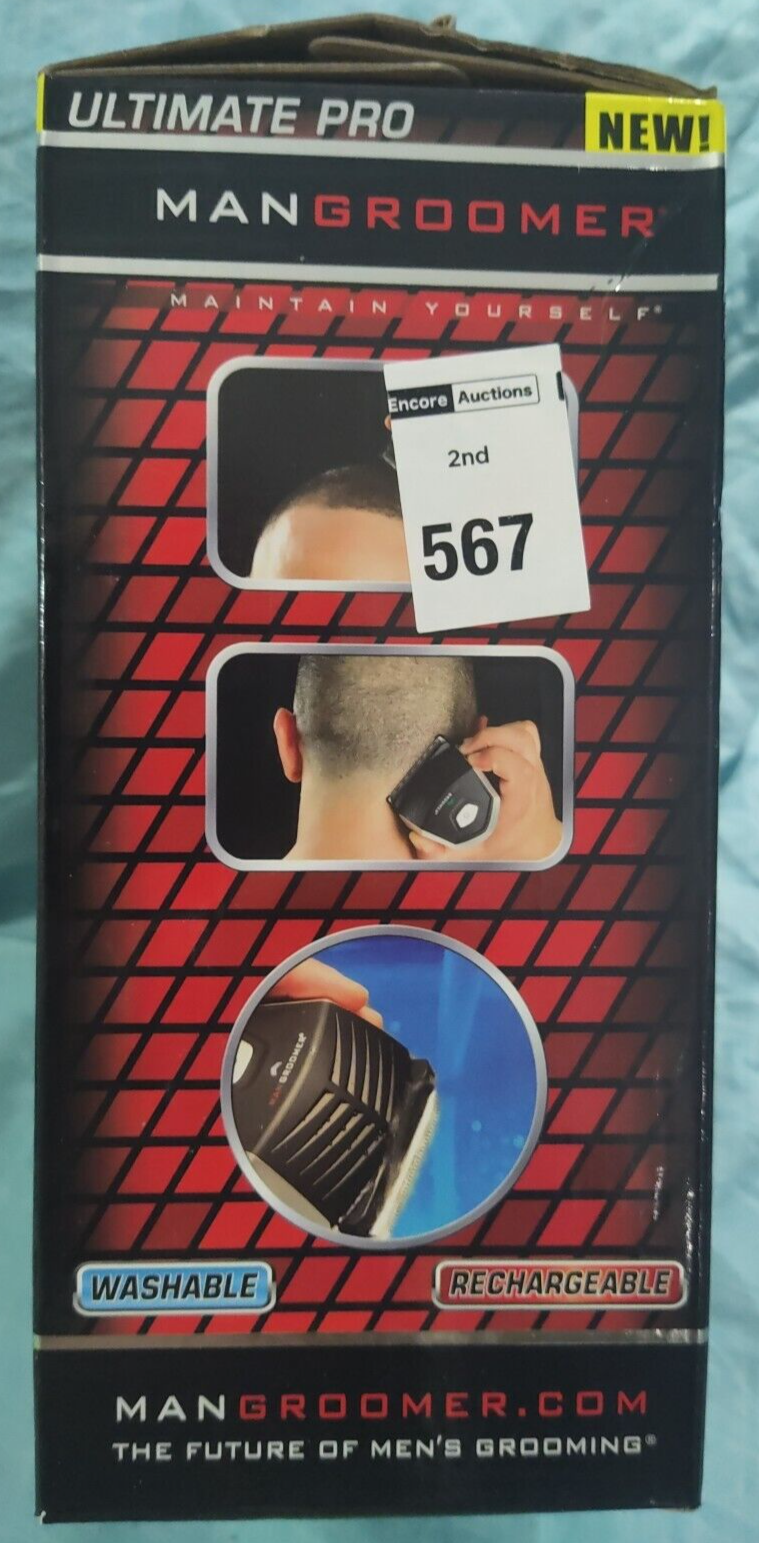 ULTIMATE PRO
NEW!
MANGROOMER
MAINTAIN YOURSELF®
Encore Auctions
2nd
567
MANGROOMER®
WASHABLE
RECHARGEABLE
MANGROOMER.COM
THE FUTURE OF MEN'S GROOMING®